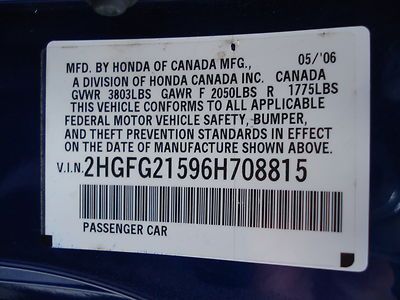 MFD. BY HONDA OF CANADA MFG., 05/'06
A DIVISION OF HONDA CANADA INC. CANADA
GVWR 3803LBS GAWR F 2050LBS R 1775LBS
THIS VEHICLE CONFORMS TO ALL APPLICABLE
FEDERAL MOTOR VEHICLE SAFETY, BUMPER,
AND THEFT PREVENTION STANDARDS IN EFFECT
ON THE DATE OF MANUFACTURE SHOWN ABOVE.
V.I.N. 2HGFG21596H708815
PASSENGER CAR